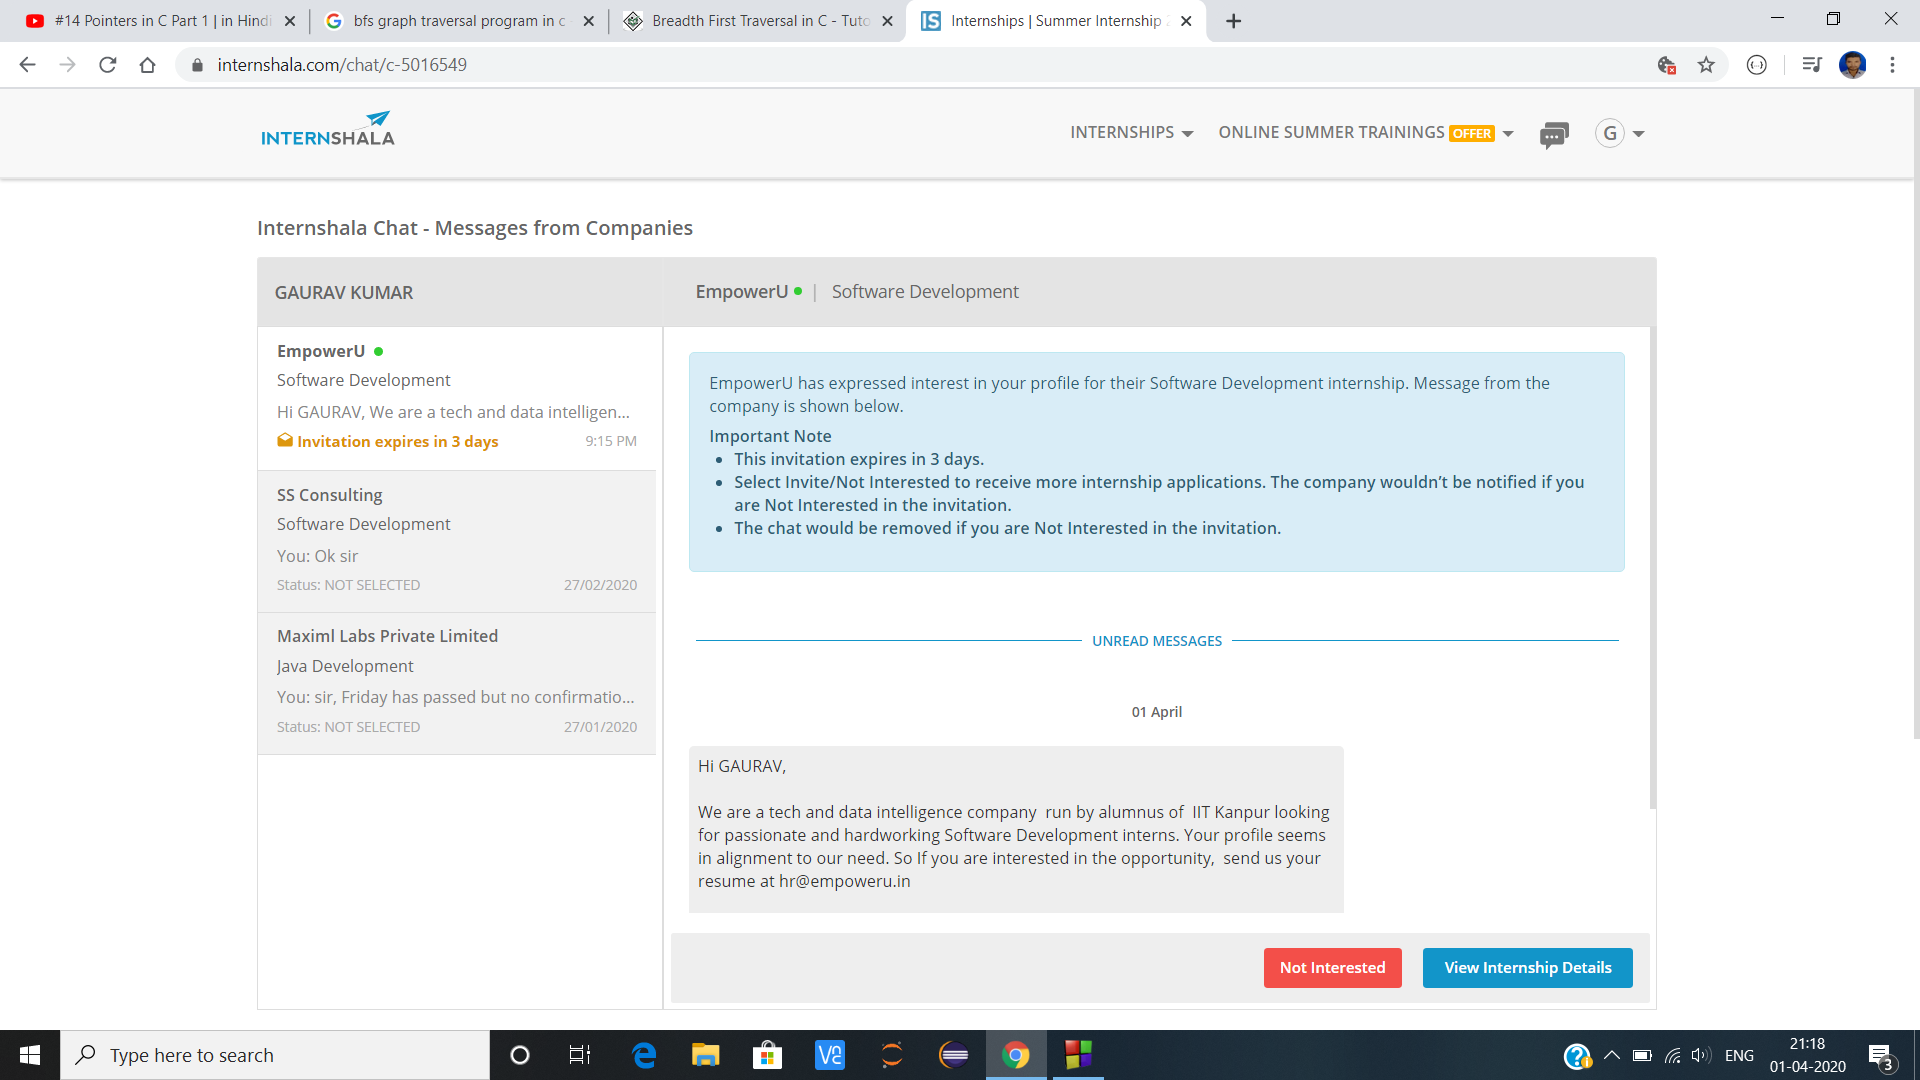 #14 Pointers in C Part 1 | in Hindi
bfs graph traversal program in c
Breadth First Traversal in C - Tuto
IS Internships | Summer Internship 2
internshala.com/chat/c-5016549
INTERNSHALA
INTERNSHIPS
ONLINE SUMMER TRAININGS OFFER
G
Internshala Chat - Messages from Companies
GAURAV KUMAR
EmpowerU
Software Development
Hi GAURAV, We are a tech and data intelligen...
Invitation expires in 3 days 9:15 PM
SS Consulting
Software Development
You: Ok sir
Status: NOT SELECTED 27/02/2020
Maximl Labs Private Limited
Java Development
You: sir, Friday has passed but no confirmatio...
Status: NOT SELECTED 27/01/2020
EmpowerU | Software Development
EmpowerU has expressed interest in your profile for their Software Development internship. Message from the
company is shown below.
Important Note
• This invitation expires in 3 days.
• Select Invite/Not Interested to receive more internship applications. The company wouldn't be notified if you
are Not Interested in the invitation.
• The chat would be removed if you are Not Interested in the invitation.
UNREAD MESSAGES
01 April
Hi GAURAV,
We are a tech and data intelligence company  run by alumnus of  IIT Kanpur looking
for passionate and hardworking Software Development interns. Your profile seems
in alignment to our need. So If you are interested in the opportunity,  send us your
resume at hr@empoweru.in
Not Interested
View Internship Details
Type here to search
ENG
21:18
01-04-2020
3